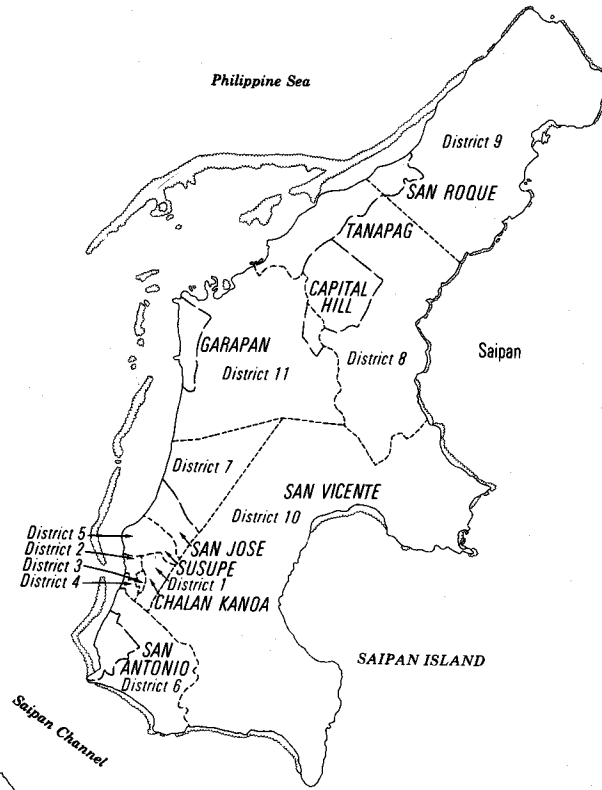 Philippine Sea
District 9
SAN ROQUE
TANAPAG
CAPITAL
HILL
GARAPAN
District 11
District 8
Saipan
District 7
SAN VICENTE
District 10
District 5
District 2
District 3
District 4
SAN JOSE
SUSUPE
District 1
CHALAN KANOA
SAN
ANTONIO
District 6
SAIPAN ISLAND
Saipan Channel